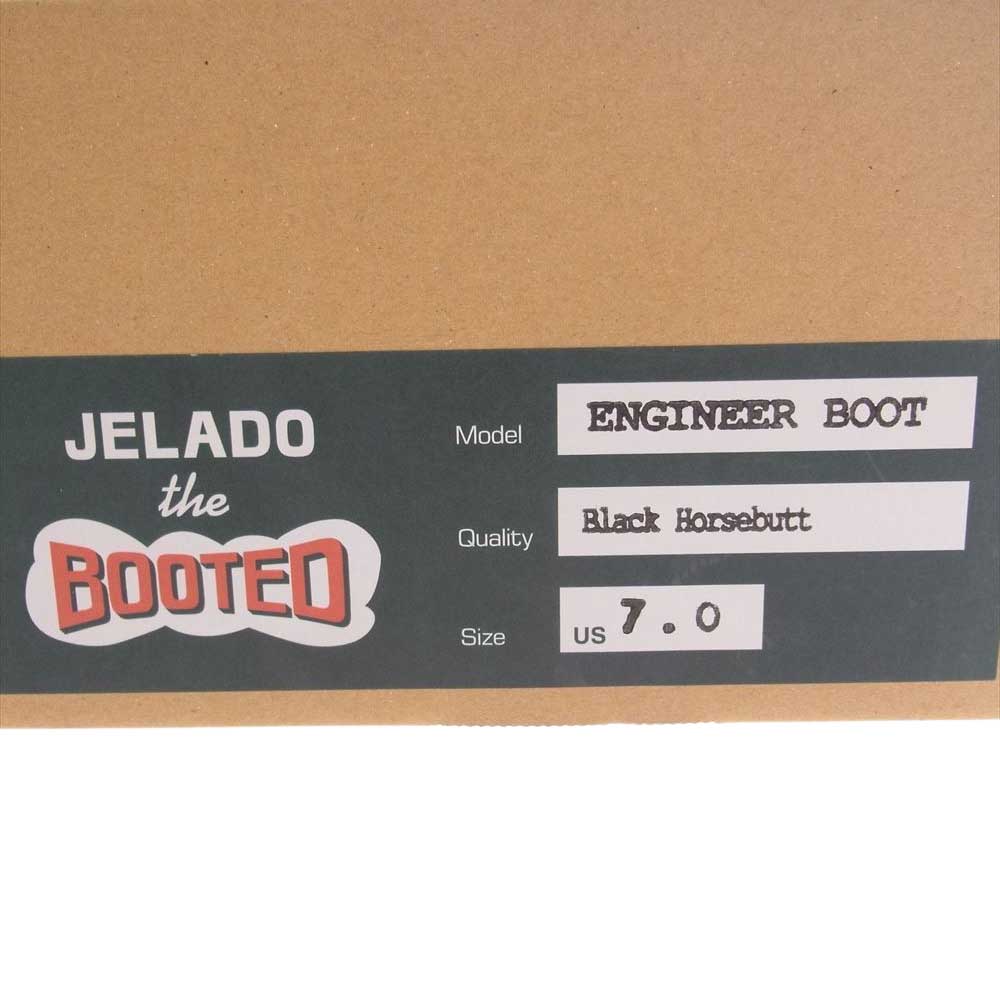 JELADO
the
BOOTED
Model ENGINEER BOOT
Quality Black Horsebutt
Size US 7.0